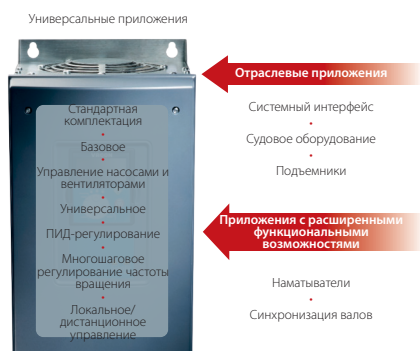 Универсальные приложения
Стандартная
комплектация
•
Базовое
•
Управление насосами и
вентиляторами
•
Универсальное
•
ПИД-регулирование
•
Многошаговое
регулирование частоты
вращения
•
Локальное/
дистанционное
управление
Отраслевые приложения
Системный интерфейс
•
Судовое оборудование
•
Подъемники
Приложения с расширенными
функциональными
возможностями
Наматыватели
•
Синхронизация валов